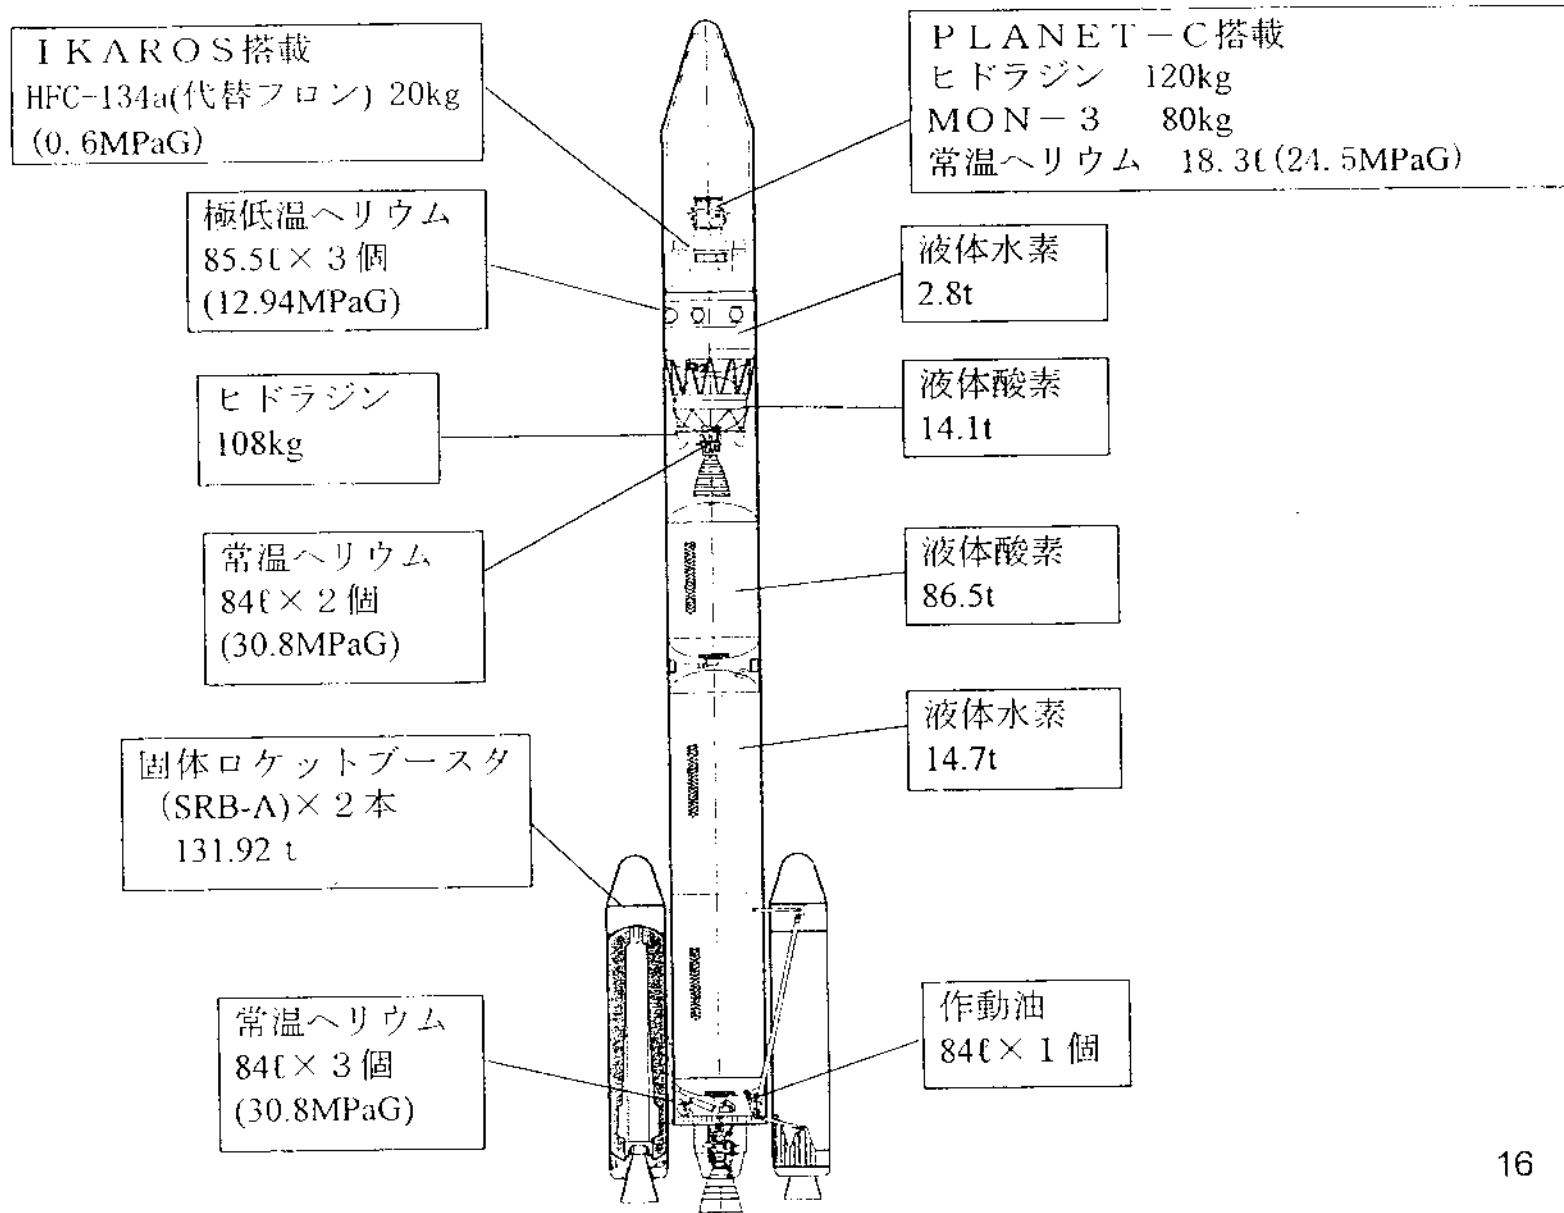 ＩＫＡＲＯＳ搭載
HFC-134a(代替フロン) 20kg
(0.6MPaG)
ＰＬＡＮＥＴ－Ｃ搭載
ヒドラジン 120kg
ＭＯＮ－３ 80kg
常温ヘリウム 18.3ℓ(24.5MPaG)
極低温ヘリウム
85.5ℓ×３個
(12.94MPaG)
液体水素
2.8t
ヒドラジン
108kg
液体酸素
14.1t
常温ヘリウム
84ℓ×２個
(30.8MPaG)
液体酸素
86.5t
液体水素
14.7t
固体ロケットブースタ
(SRB-A)×２本
131.92 t
常温ヘリウム
84ℓ×３個
(30.8MPaG)
作動油
84ℓ×１個
16